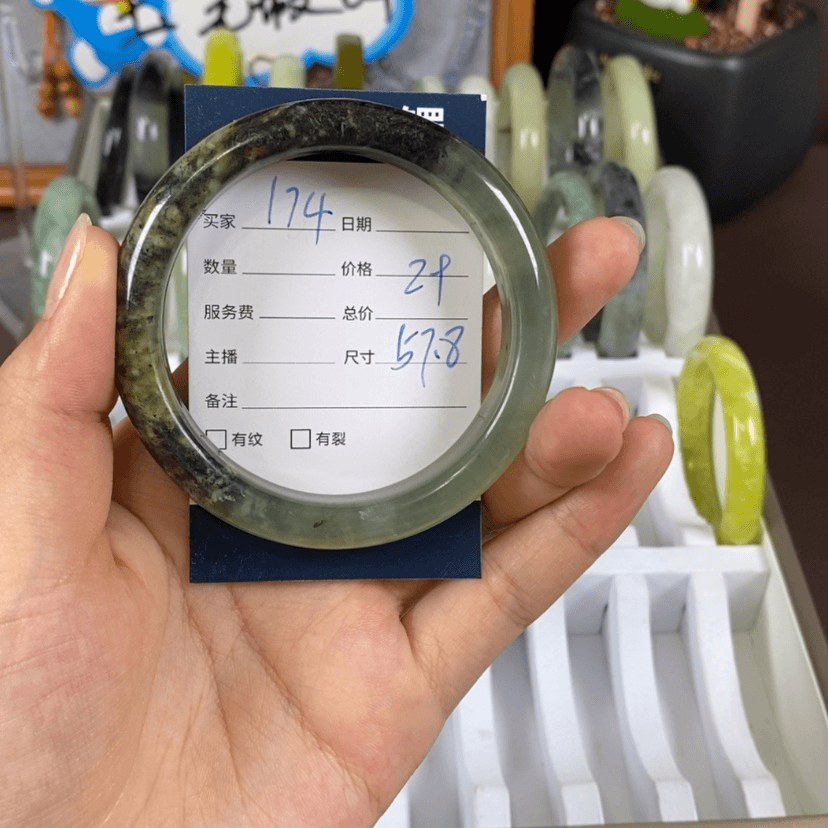 买家 174 日期
数量 价格 29
服务费 总价
主播 尺寸 57.8
备注
有纹 有裂